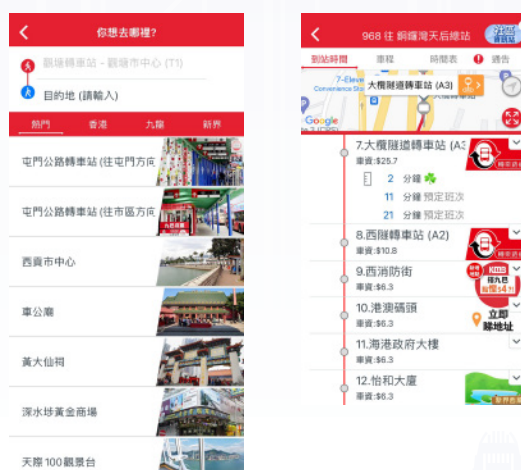 你想去哪裡?
觀塘轉車站 - 觀塘市中心 (T1)
目的地 (請輸入)
熱門 香港 九龍 新界
屯門公路轉車站 (往屯門方向
屯門公路轉車站 (往市區方向
西貢市中心
車公廟
黃大仙祠
深水埗黃金商場
天際100觀景台
968 往 銅鑼灣天后總站
到站時間 車程 時間表 通告
7-Eleve
Convenience Sto
大欖隧道轉車站 (A3)
Google
7.大欖隧道轉車站 (A3
車資:$25.7
2 分鐘
11 分鐘 預定班次
21 分鐘 預定班次
8.西隧轉車站 (A2)
車資:$10.8
9.西消防街
車資:$6.3
10.港澳碼頭
車資:$6.3
立即
睇地址
11.海港政府大樓
車資:$6.3
12.怡和大廈
車資:$6.3